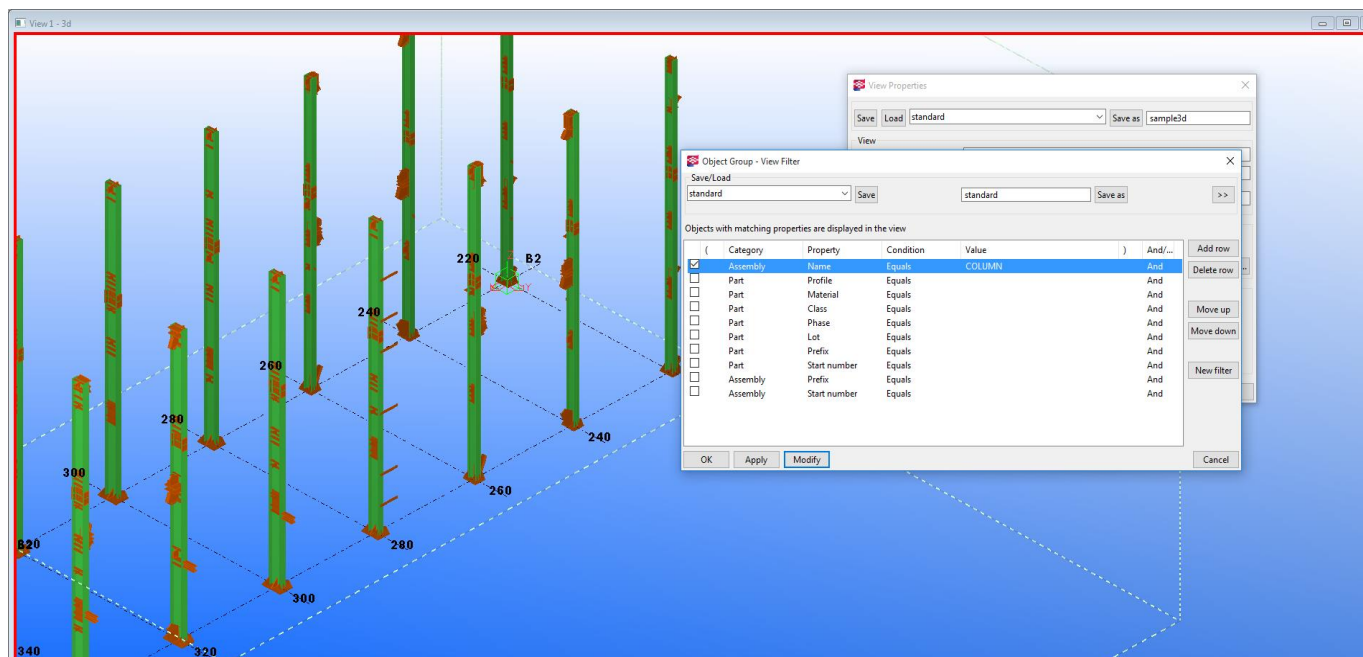 View 1 - 3d
View Properties
Save Load standard Save as sample3d
View
Object Group - View Filter
Save/Load
standard Save standard Save as >>
Objects with matching properties are displayed in the view
( Category Property Condition Value ) And/...
Assembly Name Equals COLUMN And
Part Profile Equals And
Part Material Equals And
Part Class Equals And
Part Phase Equals And
Part Lot Equals And
Part Prefix Equals And
Part Start number Equals And
Assembly Prefix Equals And
Assembly Start number Equals And
Add row
Delete row
Move up
Move down
New filter
OK Apply Modify Cancel
220 B2
240
260
280
240
300
260
280
300
320
340